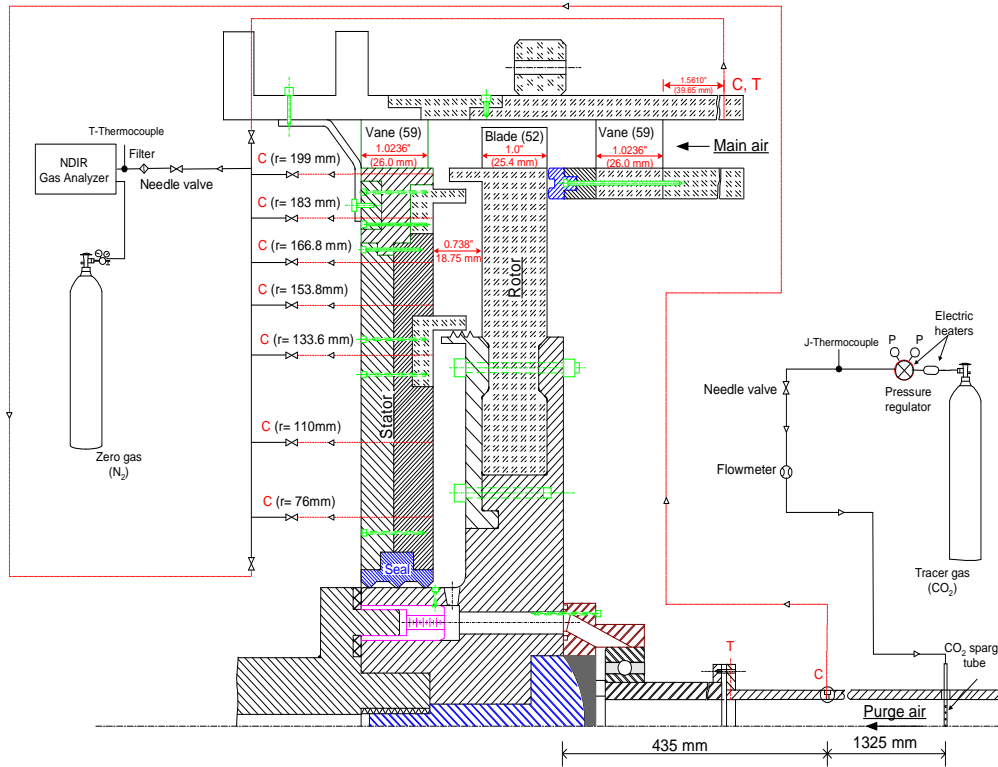 1.5610"
(39.65 mm)
C, T
T-Thermocouple
NDIR
Gas Analyzer
Filter
Needle valve
Vane (59)
1.0236"
(26.0 mm)
Blade (52)
1.0"
(25.4 mm)
Vane (59)
1.0236"
(26.0 mm)
Main air
C (r= 199 mm)
C (r= 183 mm)
C (r= 166.8 mm)
C (r= 153.8mm)
C (r= 133.6 mm)
C (r= 110mm)
C (r= 76mm)
0.738"
18.75 mm
Rotor
Stator
Seal
Zero gas
(N2)
Electric
heaters
P
P
J-Thermocouple
Needle valve
Pressure
regulator
Flowmeter
Tracer gas
(CO2)
CO2 sparg
tube
T
C
Purge air
435 mm
1325 mm